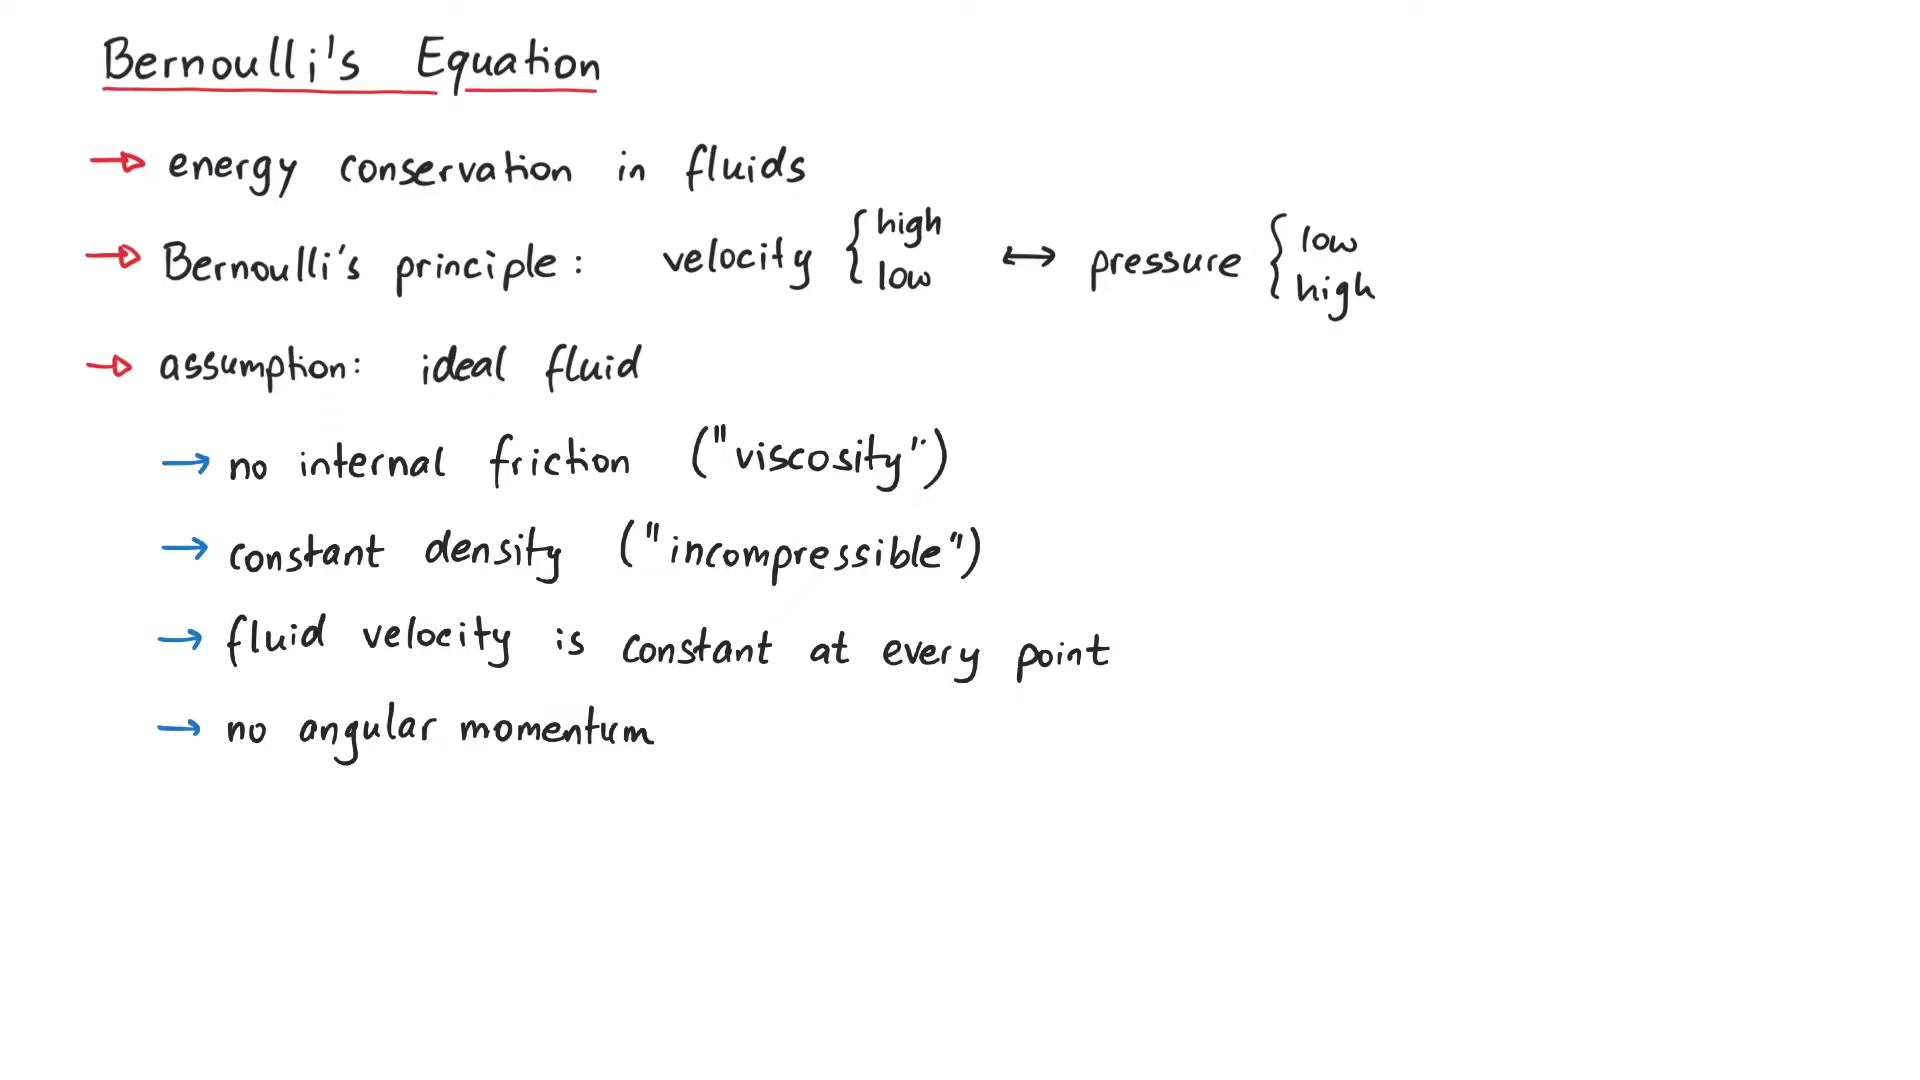 Bernoulli's Equation
→ energy conservation in fluids
→ Bernoulli's principle: velocity { high low ↔ pressure { low high
→ assumption: ideal fluid
→ no internal friction ("viscosity")
→ constant density ("incompressible")
→ fluid velocity is constant at every point
→ no angular momentum